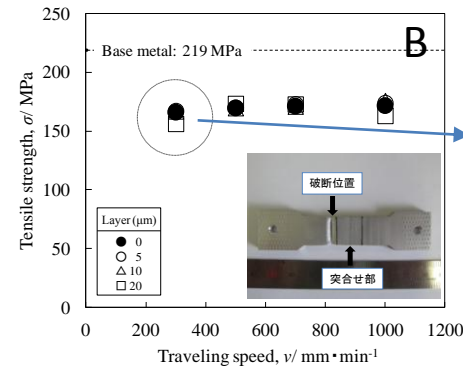 B
Base metal: 219 MPa
Tensile strength, σ/ MPa
250
200
150
100
50
0
Layer (μm)
0
5
10
20
破断位置
突合せ部
0
200
400
600
800
1000
1200
Traveling speed, v/ mm・min⁻¹